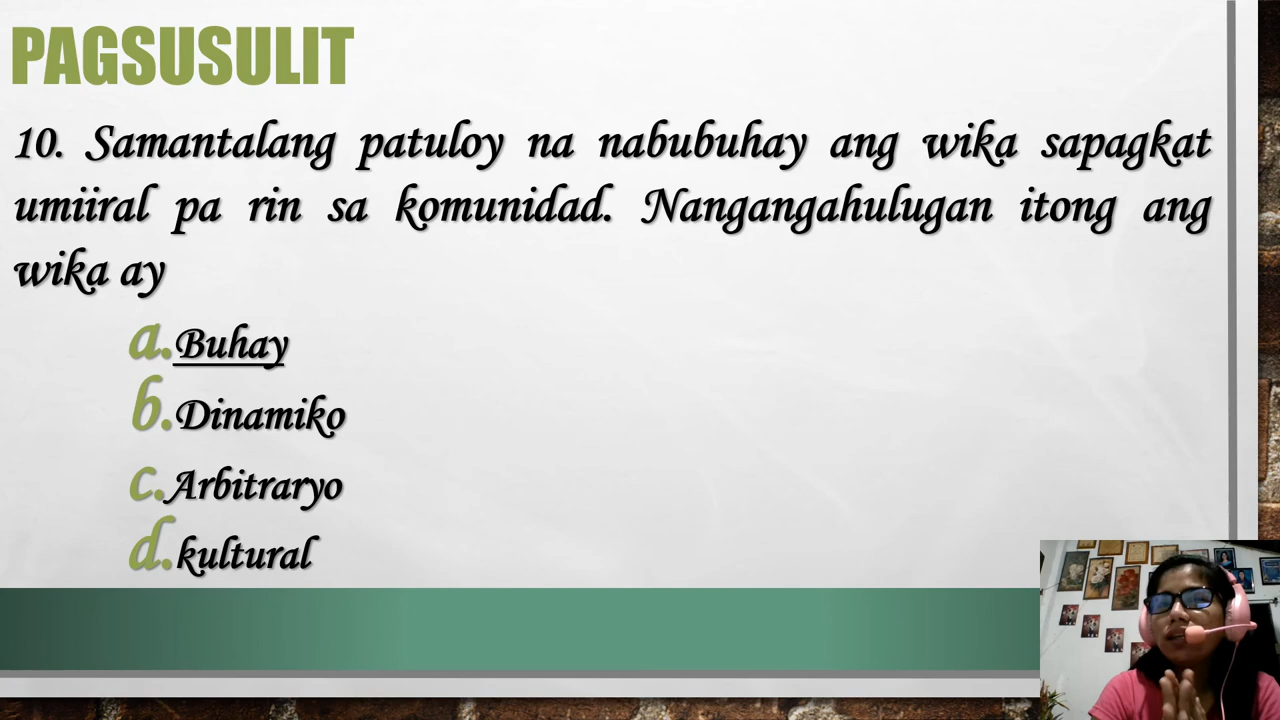 PAGSUSULIT
10. Samantalang patuloy na nabubuhay ang wika sapagkat
umiiral pa rin sa komunidad. Nangangahulugan itong ang
wika ay
a. Buhay
b. Dinamiko
c. Arbitraryo
d. kultural